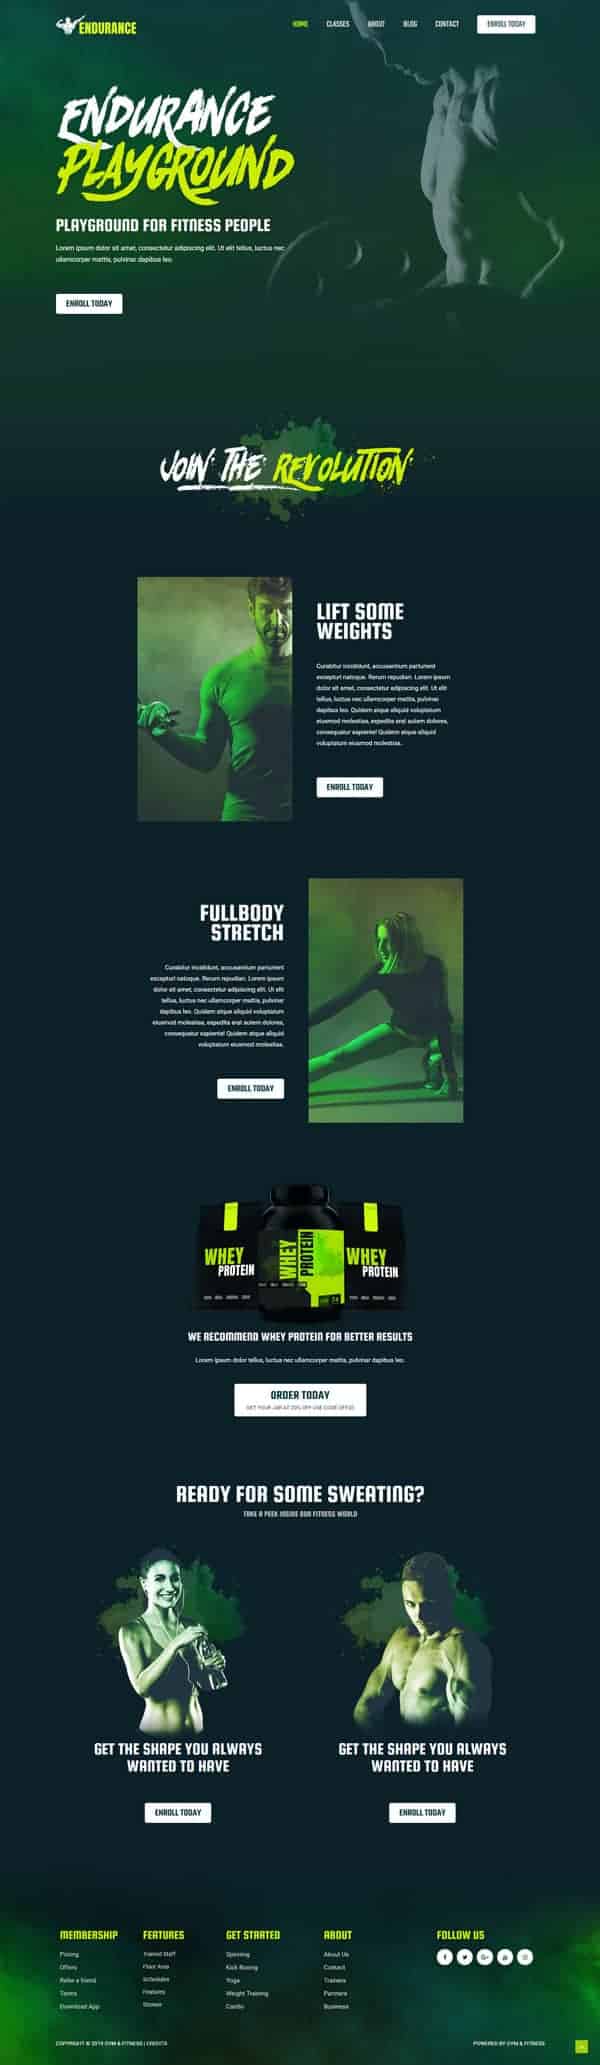 ENDURANCE
HOME CLASSES ABOUT BLOG CONTACT ENROLL TODAY
ENDURANCE
PLAYGROUND
PLAYGROUND FOR FITNESS PEOPLE
Lorem ipsum dolor sit amet, consectetur adipiscing elit. Ut elit tellus, luctus nec
ullamcorper mattis, pulvinar dapibus leo.
ENROLL TODAY
JOIN THE REVOLUTION
LIFT SOME
WEIGHTS
Curabitur incididunt, accusantium parturient
excepturi natoque. Rerum repudian. Lorem ipsum
dolor sit amet, consectetur adipiscing elit. Ut elit
tellus, luctus nec ullamcorper mattis, pulvinar
dapibus leo. Quidem atque aliquid voluptatum
eiusmod molestias, expedita erat autem dolores,
consequatur sapiente! Quidem atque aliquid
voluptatum eiusmod molestias.
ENROLL TODAY
FULLBODY
STRETCH
Curabitur incididunt, accusantium parturient
excepturi natoque. Rerum repudian. Lorem ipsum
dolor sit amet, consectetur adipiscing elit. Ut elit
tellus, luctus nec ullamcorper mattis, pulvinar
dapibus leo. Quidem atque aliquid voluptatum
eiusmod molestias, expedita erat autem dolores,
consequatur sapiente! Quidem atque aliquid
voluptatum eiusmod molestias.
ENROLL TODAY
WHEY
PROTEIN
WHEY
PROTEIN
WHEY
PROTEIN
WE RECOMMEND WHEY PROTEIN FOR BETTER RESULTS
Lorem ipsum dolor tellus, luctus nec ullamcorper mattis, pulvinar dapibus leo.
ORDER TODAY
GET YOUR JAR AT 20% OFF USE CODE
READY FOR SOME SWEATING?
TAKE A PEEK INSIDE OUR FITNESS WORLD
GET THE SHAPE YOU ALWAYS
WANTED TO HAVE
ENROLL TODAY
GET THE SHAPE YOU ALWAYS
WANTED TO HAVE
ENROLL TODAY
MEMBERSHIP
Pricing
Offers
Refer a friend
Terms
Download App
FEATURES
Trained Staff
Floor Area
Schedules
Features
GET STARTED
Spinning
Kick Boxing
Yoga
Weight Training
Cardio
ABOUT
About Us
Contact
Trainers
Partners
Business
FOLLOW US
COPYRIGHT © 2019 GYM & FITNESS | CREDITS
POWERED BY GYM & FITNESS